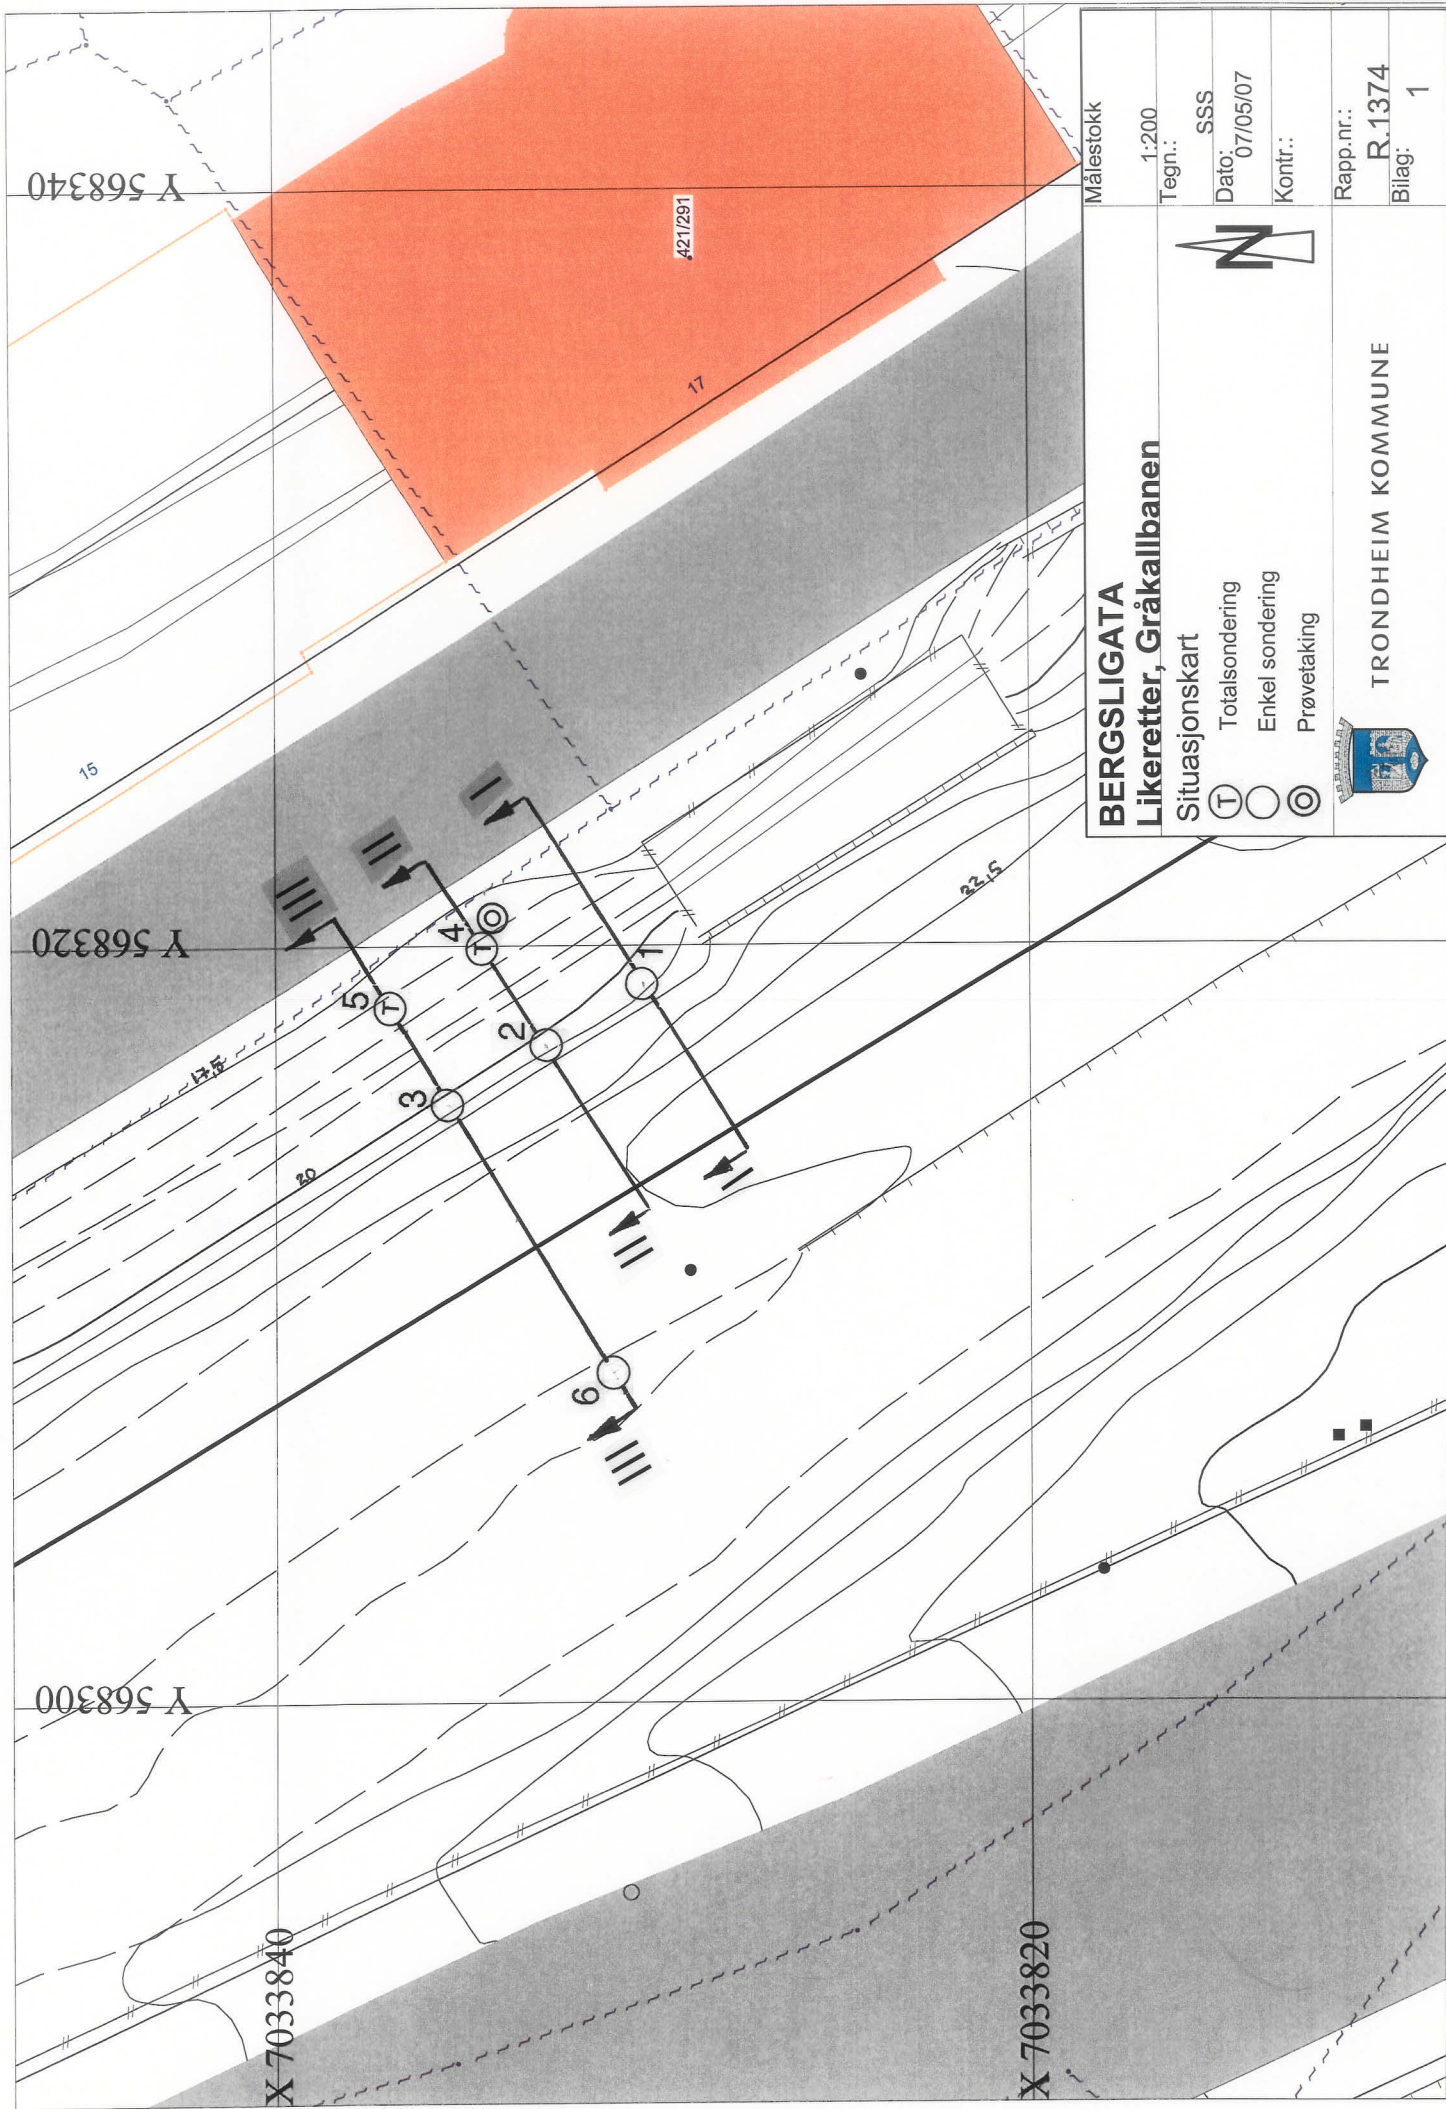 Y 568340
Y 568320
Y 568300
X 7033840
X 7033820
421/291
17
15
17,5
20
22,5
I
II
III
5
4
T
T
3
2
1
6
I
II
III
BERGSLIGATA
Likeretter, Gråkallbanen
Situasjonskart
T Totalsondering
Enkel sondering
Prøvetaking
N
TRONDHEIM KOMMUNE
Målestokk
1:200
Tegn.:
SSS
Dato:
07/05/07
Kontr.:
Rapp.nr.:
R.1374
Bilag:
1